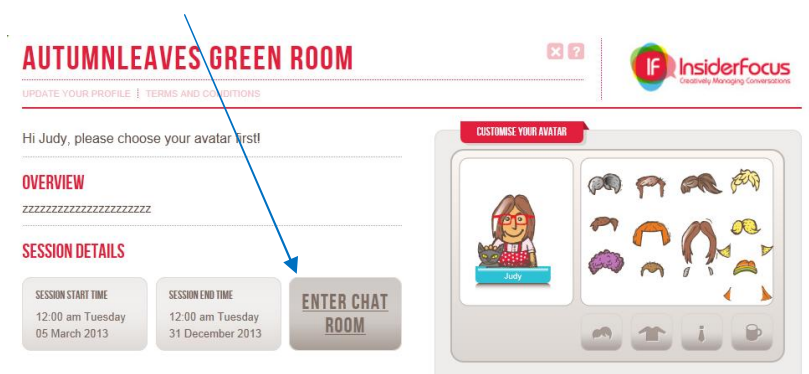 AUTUMNLEAVES GREEN ROOM
UPDATE YOUR PROFILE | TERMS AND CONDITIONS
IF InsiderFocus
Creatively Managing Conversations
Hi Judy, please choose your avatar first!
OVERVIEW
zzzzzzzzzzzzzzzzzzzzzz
SESSION DETAILS
SESSION START TIME
12:00 am Tuesday
05 March 2013
SESSION END TIME
12:00 am Tuesday
31 December 2013
ENTER CHAT
ROOM
CUSTOMISE YOUR AVATAR
Judy